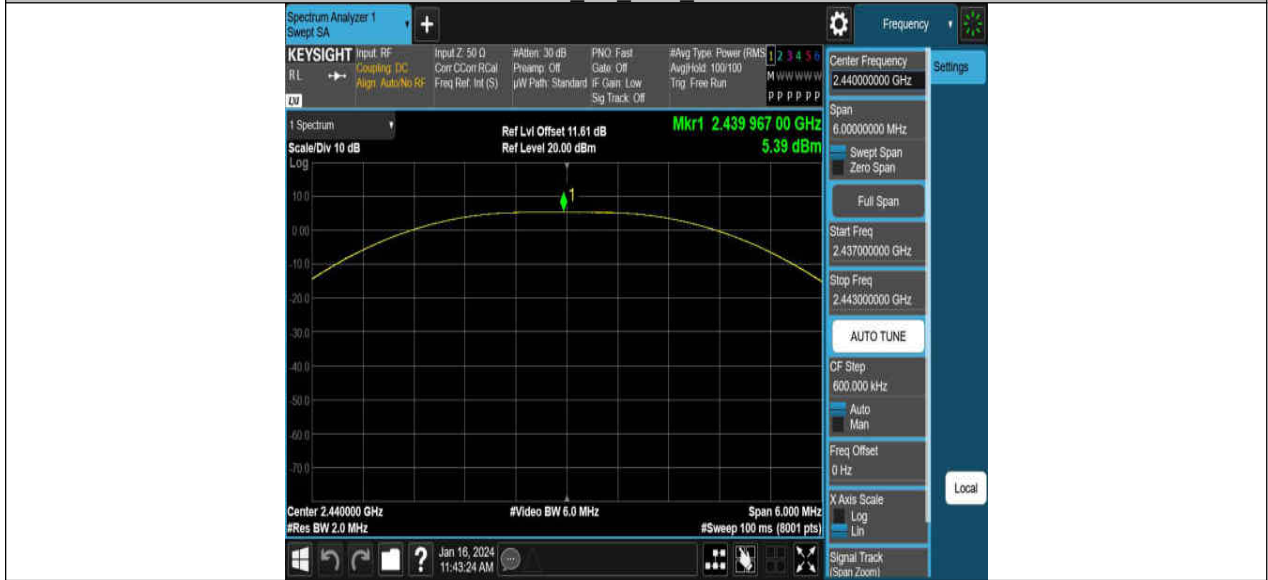 Spectrum Analyzer 1
Swept SA
+
Frequency
KEYSIGHT
RL
Input: RF
Coupling: DC
Align: Auto/No RF
Input Z: 50 Ω
Corr CCorr RCal
Freq Ref: Int (S)
#Atten: 30 dB
Preamp: Off
µW Path: Standard
PNO: Fast
Gate: Off
IF Gain: Low
Sig Track: Off
#Avg Type: Power (RMS
Avg|Hold: 100/100
Trig: Free Run
1 2 3 4 5 6
M W W W W W
P P P P P P
1 Spectrum
Scale/Div 10 dB
Log
Ref Lvl Offset 11.61 dB
Ref Level 20.00 dBm
Mkr1 2.439 967 00 GHz
5.39 dBm
10.0
0.00
-10.0
-20.0
-30.0
-40.0
-50.0
-60.0
-70.0
1
Center 2.440000 GHz
#Res BW 2.0 MHz
#Video BW 6.0 MHz
Span 6.000 MHz
#Sweep 100 ms (8001 pts)
Jan 16, 2024
11:43:24 AM
Center Frequency
2.440000000 GHz
Settings
Span
6.00000000 MHz
Swept Span
Zero Span
Full Span
Start Freq
2.437000000 GHz
Stop Freq
2.443000000 GHz
AUTO TUNE
CF Step
600.000 kHz
Auto
Man
Freq Offset
0 Hz
X Axis Scale
Log
Lin
Local
Signal Track
(Span Zoom)